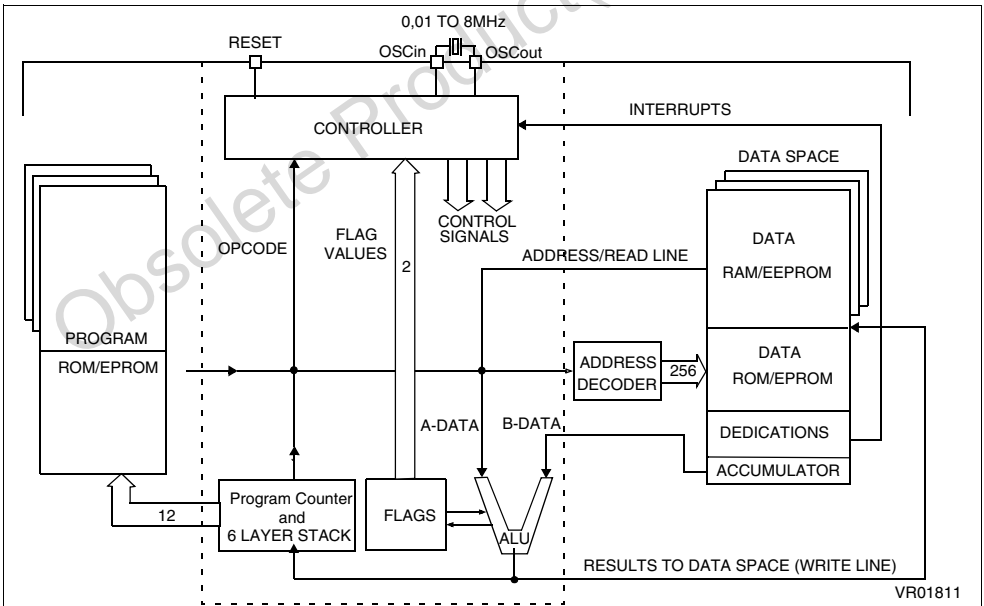 0,01 TO 8MHz
RESET
OSCin
OSCout
INTERRUPTS
CONTROLLER
DATA SPACE
CONTROL
SIGNALS
OPCODE
FLAG
VALUES
2
ADDRESS/READ LINE
DATA
RAM/EEPROM
PROGRAM
ROM/EPROM
ADDRESS
DECODER
256
DATA
ROM/EPROM
A-DATA
B-DATA
DEDICATIONS
ACCUMULATOR
12
Program Counter
and
6 LAYER STACK
FLAGS
ALU
RESULTS TO DATA SPACE (WRITE LINE)
VR01811
Obsolete Product(